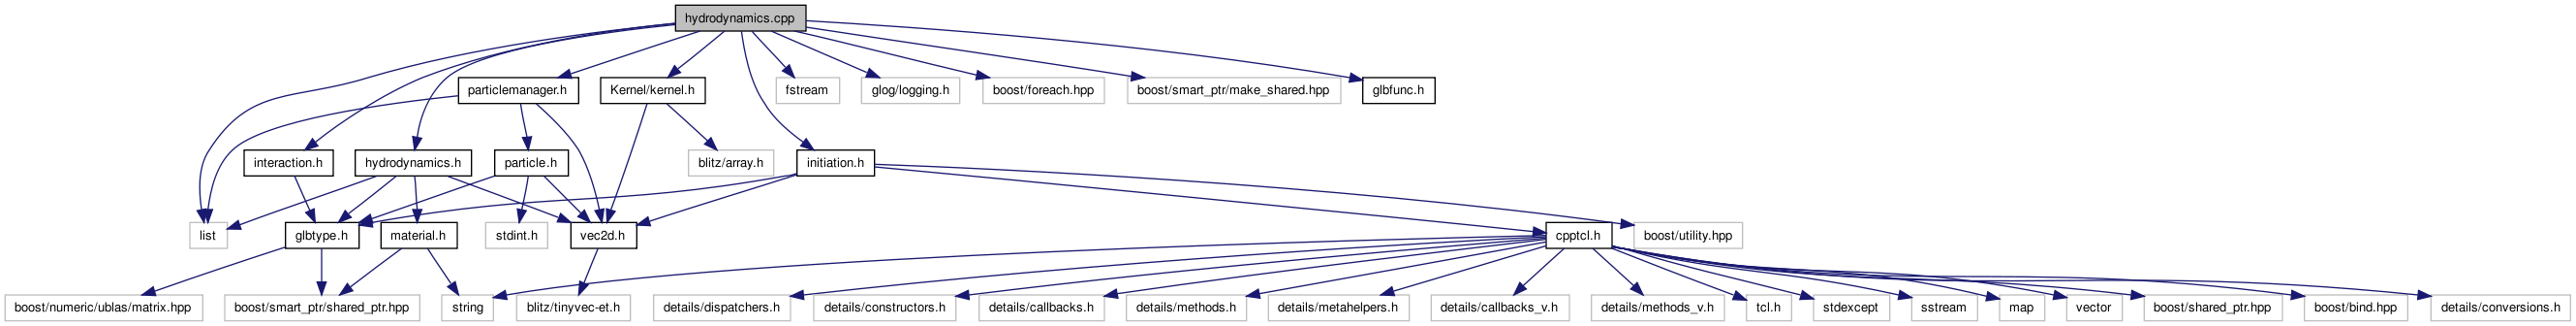 hydrodynamics.cpp
particlemanager.h
Kernel/kernel.h
fstream
glog/logging.h
boost/foreach.hpp
boost/smart_ptr/make_shared.hpp
glbfunc.h
interaction.h
hydrodynamics.h
particle.h
blitz/array.h
initiation.h
list
glbtype.h
material.h
stdint.h
vec2d.h
cpptcl.h
boost/utility.hpp
boost/numeric/ublas/matrix.hpp
boost/smart_ptr/shared_ptr.hpp
string
blitz/tinyvec-et.h
details/dispatchers.h
details/constructors.h
details/callbacks.h
details/methods.h
details/metahelpers.h
details/callbacks_v.h
details/methods_v.h
tcl.h
stdexcept
sstream
map
vector
boost/shared_ptr.hpp
boost/bind.hpp
details/conversions.h